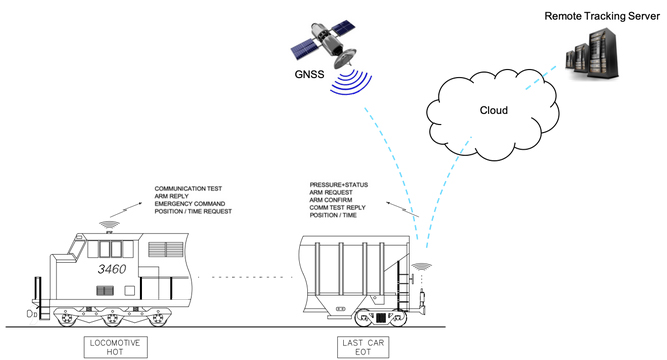 Remote Tracking Server
GNSS
Cloud
COMMUNICATION TEST
ARM REPLY
EMERGENCY COMMAND
POSITION / TIME REQUEST
PRESSURE+STATUS
ARM REQUEST
ARM CONFIRM
COMM TEST REPLY
POSITION / TIME
3460
LOCOMOTIVE
HOT
LAST CAR
EOT